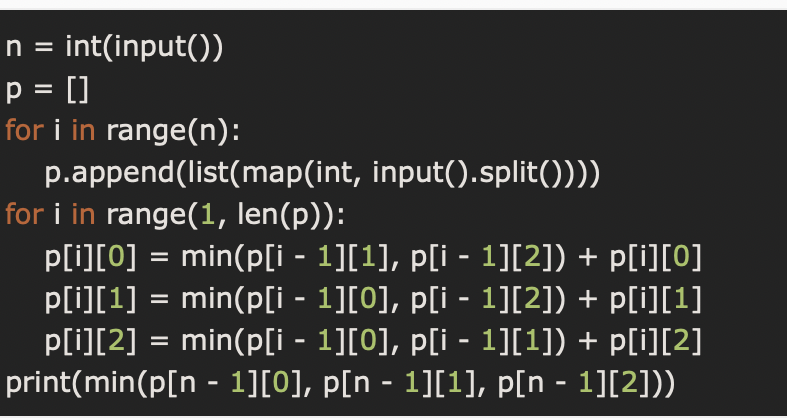 n = int(input())
p = []
for i in range(n):
    p.append(list(map(int, input().split())))
for i in range(1, len(p)):
    p[i][0] = min(p[i - 1][1], p[i - 1][2]) + p[i][0]
    p[i][1] = min(p[i - 1][0], p[i - 1][2]) + p[i][1]
    p[i][2] = min(p[i - 1][0], p[i - 1][1]) + p[i][2]
print(min(p[n - 1][0], p[n - 1][1], p[n - 1][2]))